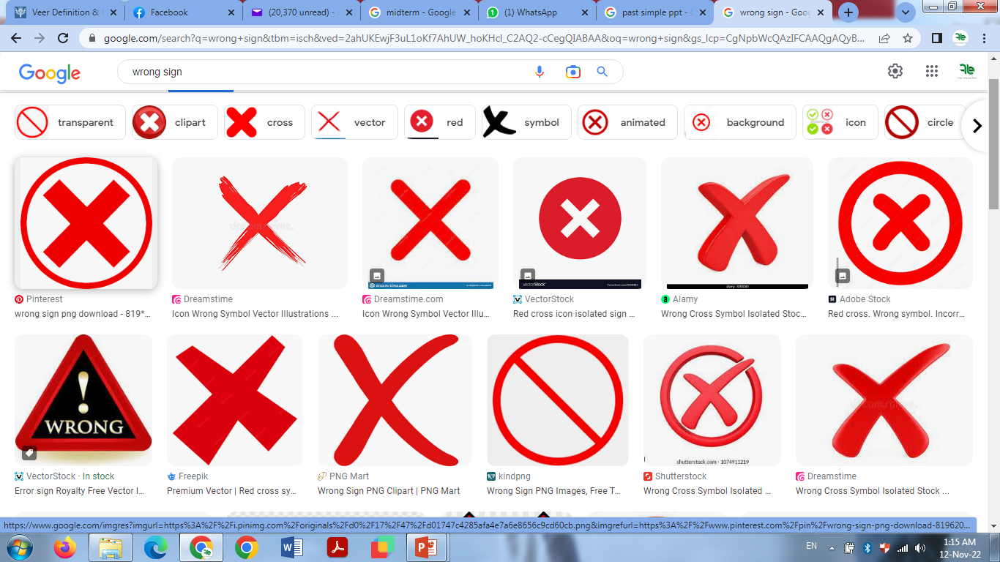 Veer Definition & M
Facebook
(20,370 unread) -
midterm - Google
(1) WhatsApp
past simple ppt -
wrong sign - Goog
google.com/search?q=wrong+sign&tbm=isch&ved=2ahUKEwjF3uL1oKf7AhUW_hoKHcl_C2AQ2-cCegQIABAA&oq=wrong+sign&gs_lcp=CgNpbWcQAzIFCAAQgAQyB...
Google
wrong sign
transparent
clipart
cross
vector
red
symbol
animated
background
icon
circle
Pinterest
wrong sign png download - 819*...
Dreamstime
Icon Wrong Symbol Vector Illustrations ...
Dreamstime.com
Icon Wrong Symbol Vector Illu...
VectorStock
VectorStock
Red cross icon isolated sign ...
Alamy
Wrong Cross Symbol Isolated Stoc...
Adobe Stock
Red cross. Wrong symbol. Incorr...
WRONG
VectorStock · In stock
Error sign Royalty Free Vector I...
Freepik
Premium Vector | Red cross sy...
PNG Mart
Wrong Sign PNG Clipart | PNG Mart
kindpng
Wrong Sign PNG Images, Free T...
shutterstock.com · 1074911219
Shutterstock
Wrong Cross Symbol Isolated ...
Dreamstime
Wrong Cross Symbol Isolated Stock ...
https://www.google.com/imgres?imgurl=https%3A%2F%2Fi.pinimg.com%2Foriginals%2Fd0%2F17%2F47%2Fd01747c4285afa4e7a6e8656c9cd60cb.png&imgrefurl=https%3A%2F%2Fwww.pinterest.com%2Fpin%2Fwrong-sign-png-download-819620...
EN
1:15 AM
12-Nov-22